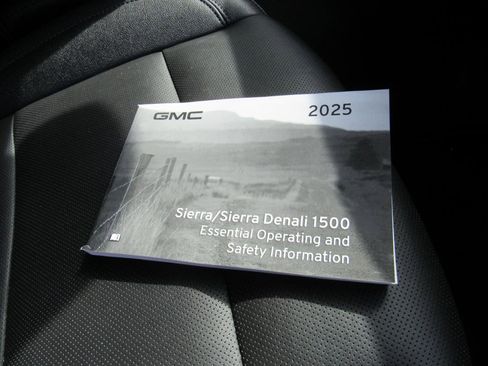 GMC 2025
Sierra/Sierra Denali 1500
Essential Operating and
Safety Information